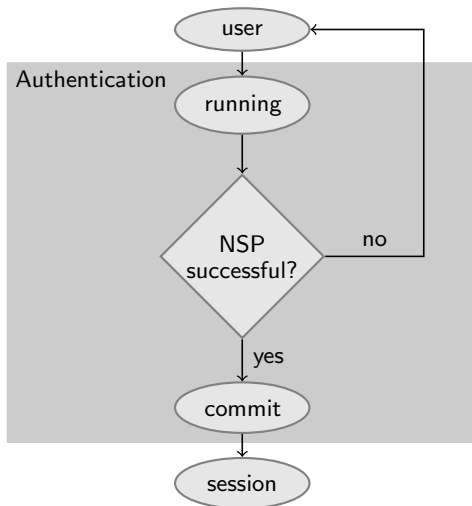 user
Authentication
running
NSP
successful?
no
yes
commit
session